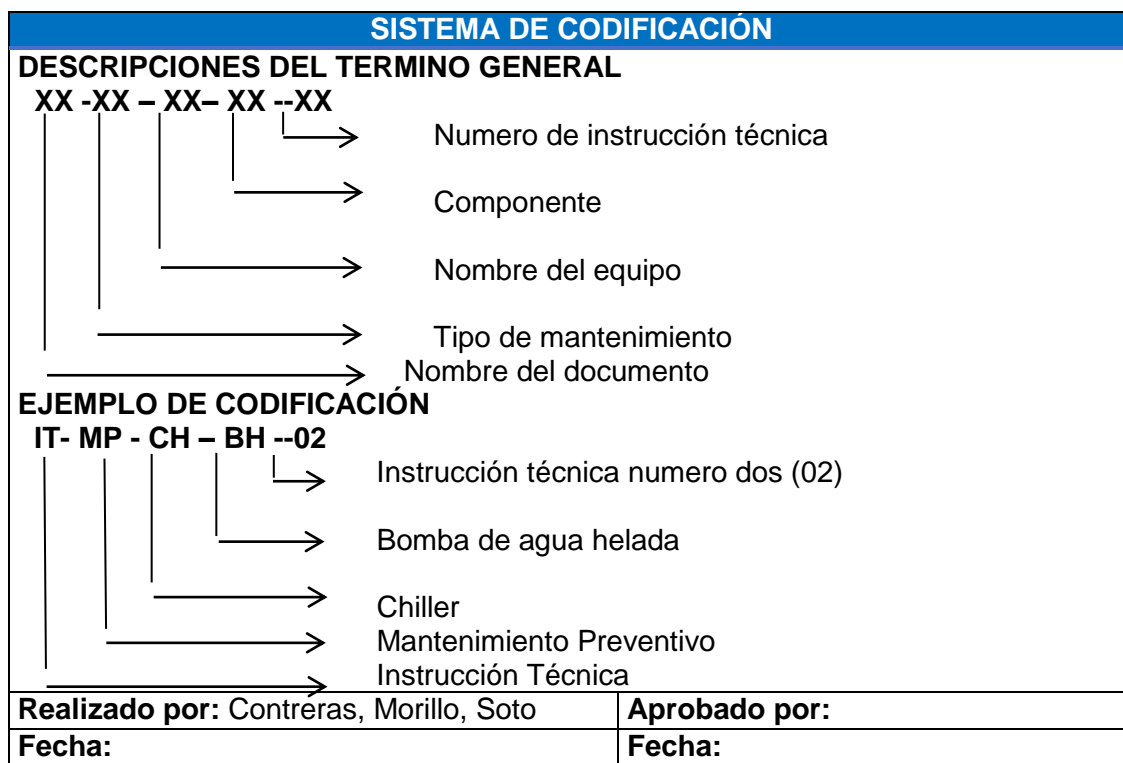 SISTEMA DE CODIFICACIÓN
DESCRIPCIONES DEL TERMINO GENERAL
XX -XX – XX– XX --XX
Numero de instrucción técnica
Componente
Nombre del equipo
Tipo de mantenimiento
Nombre del documento
EJEMPLO DE CODIFICACIÓN
IT- MP - CH – BH --02
Instrucción técnica numero dos (02)
Bomba de agua helada
Chiller
Mantenimiento Preventivo
Instrucción Técnica
Realizado por: Contreras, Morillo, Soto
Aprobado por:
Fecha:
Fecha: